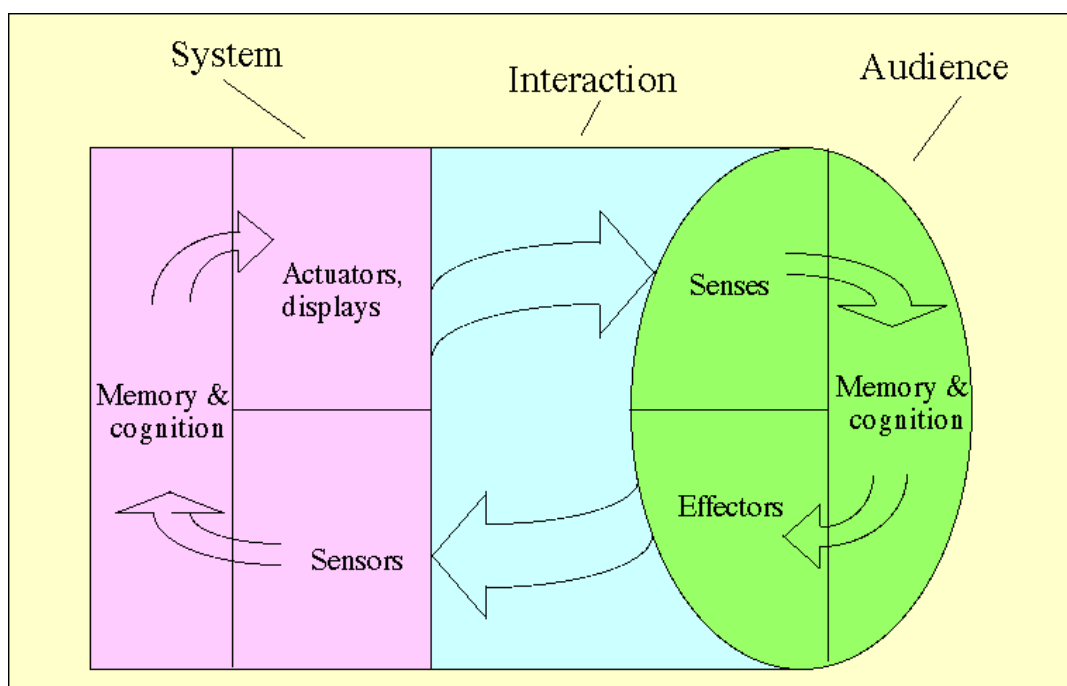 System
Interaction
Audience
Actuators,
displays
Senses
Memory &
cognition
Memory &
cognition
Effectors
Sensors